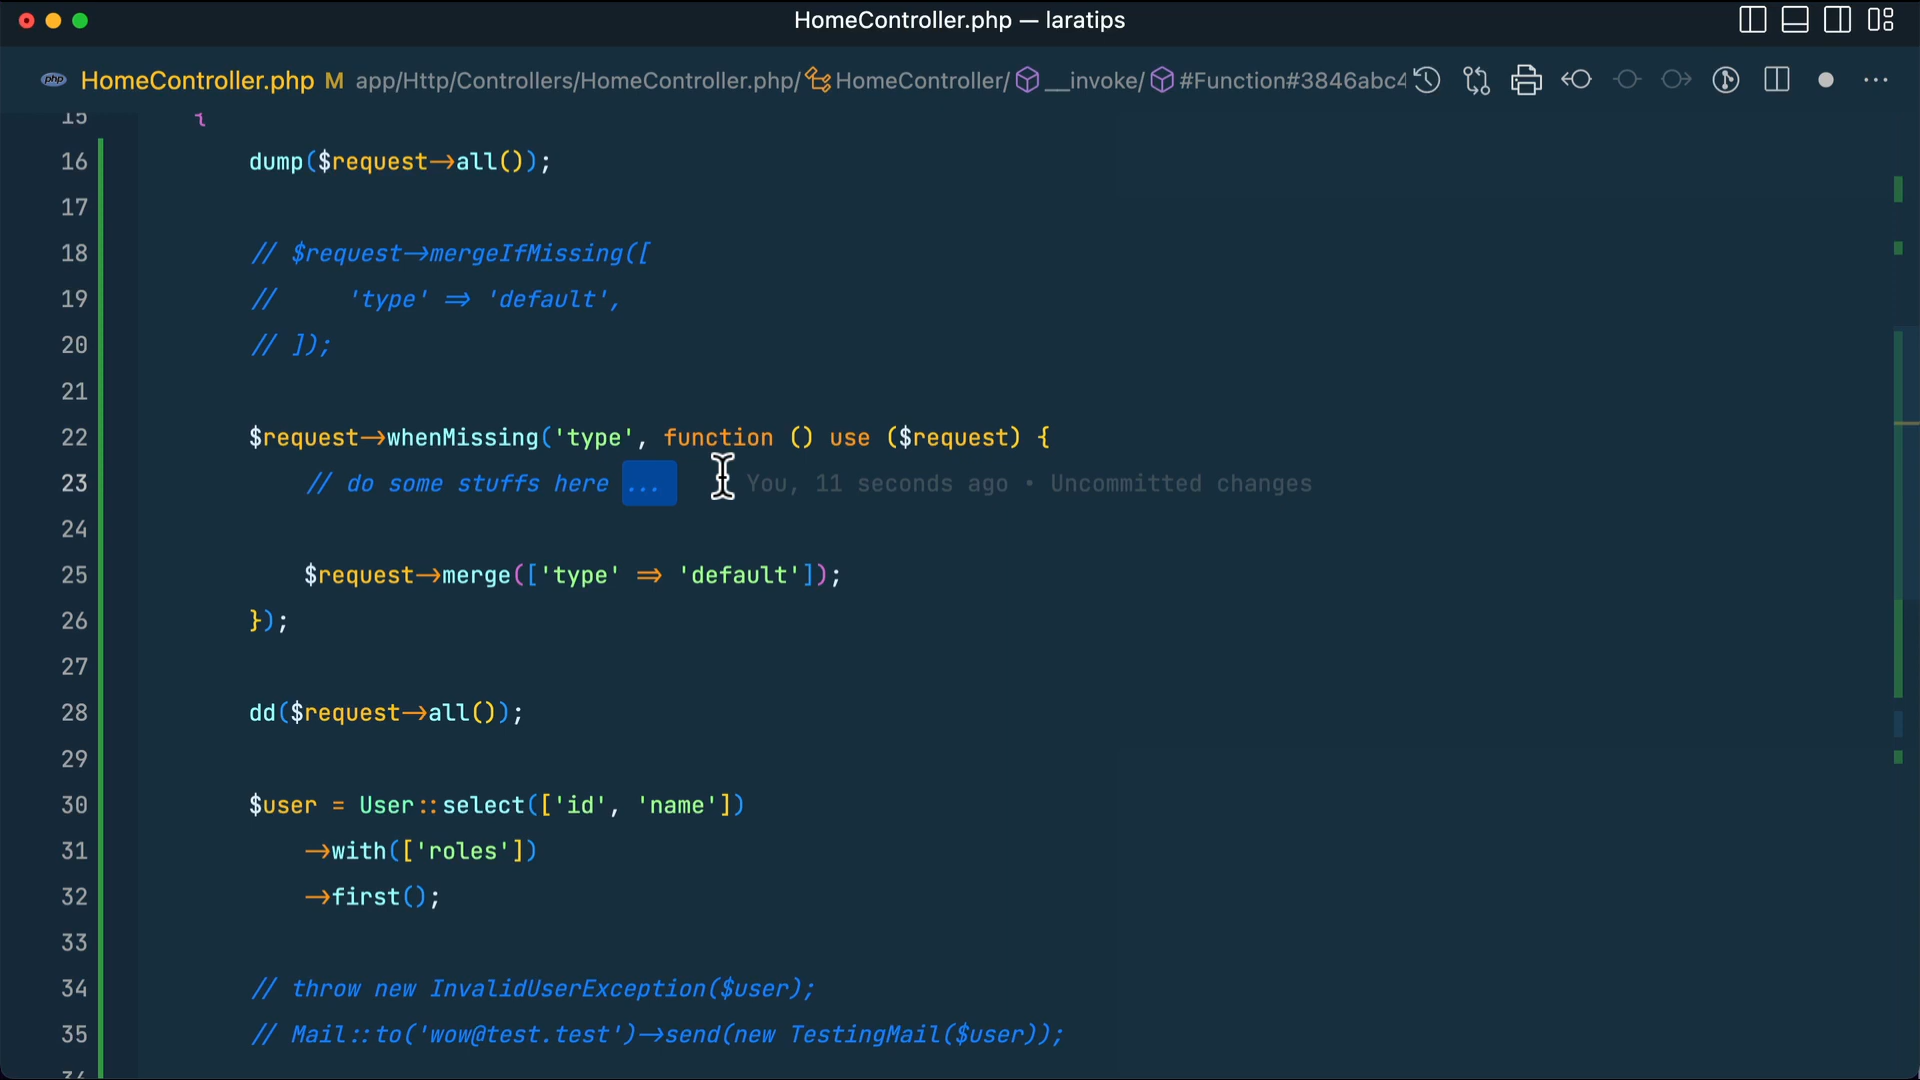 HomeController.php — laratips
php HomeController.php M app/Http/Controllers/HomeController.php/ HomeController/ __invoke/ #Function#3846abc4
15 {
16 dump($request->all());
17
18 // $request->mergeIfMissing([
19 //     'type' => 'default',
20 // ]);
21
22 $request->whenMissing('type', function () use ($request) {
23     // do some stuffs here ... You, 11 seconds ago • Uncommitted changes
24
25     $request->merge(['type' => 'default']);
26 });
27
28 dd($request->all());
29
30 $user = User::select(['id', 'name'])
31     ->with(['roles'])
32     ->first();
33
34 // throw new InvalidUserException($user);
35 // Mail::to('wow@test.test')->send(new TestingMail($user));